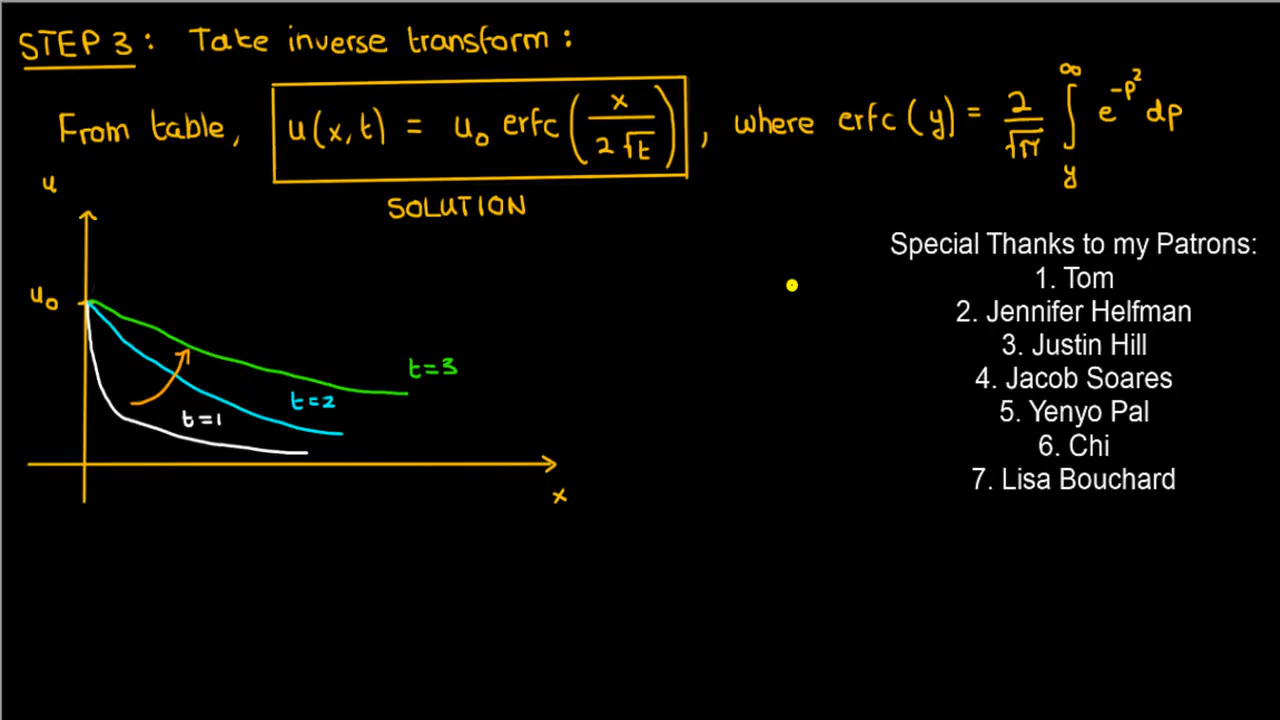 STEP 3: Take inverse transform:
From table, u(x,t) = u₀ erfc(x/(2√t)), where erfc(y) = 2/√π ∫_y^∞ e^(-p²) dp
SOLUTION
u
u₀
t=3
t=2
t=1
x
Special Thanks to my Patrons:
1. Tom
2. Jennifer Helfman
3. Justin Hill
4. Jacob Soares
5. Yenyo Pal
6. Chi
7. Lisa Bouchard